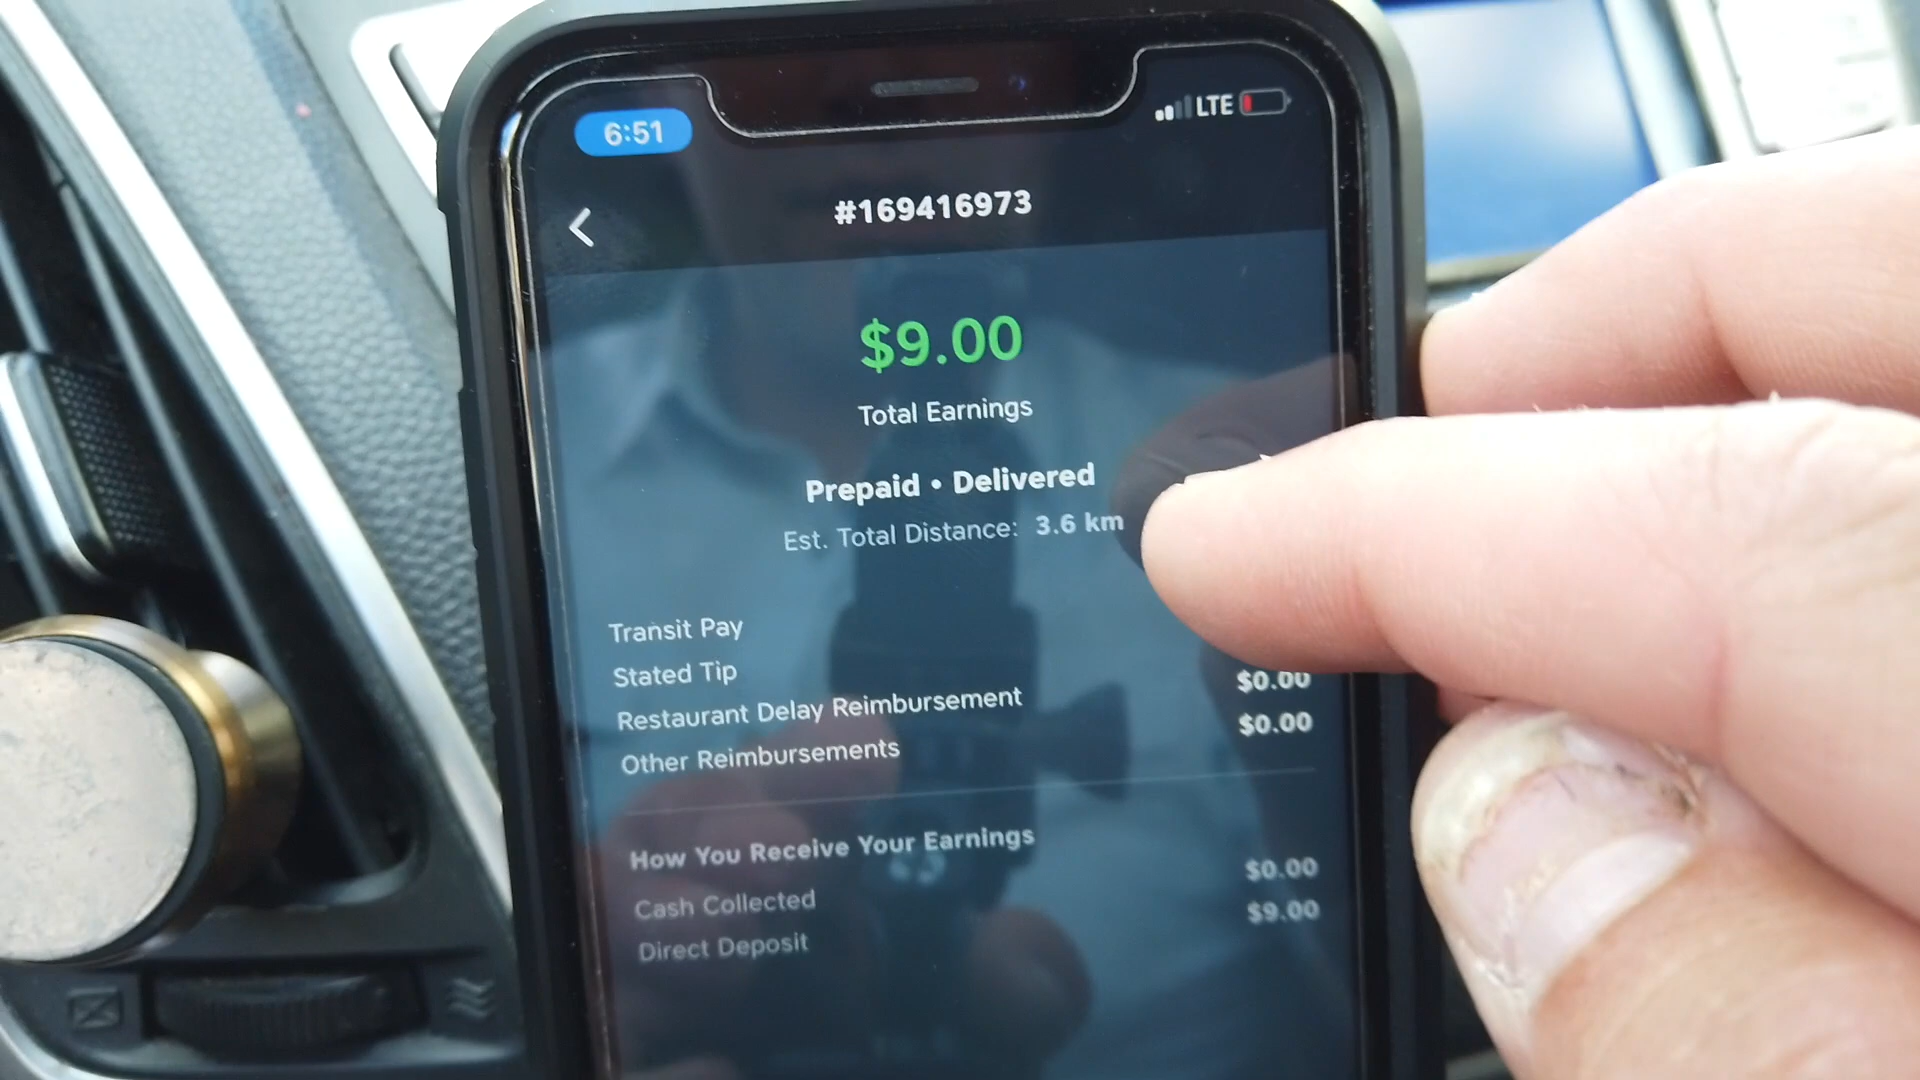 6:51 LTE
#169416973
$9.00
Total Earnings
Prepaid • Delivered
Est. Total Distance: 3.6 km
Transit Pay
Stated Tip
Restaurant Delay Reimbursement $0.00
Other Reimbursements $0.00
How You Receive Your Earnings
Cash Collected $0.00
Direct Deposit $9.00